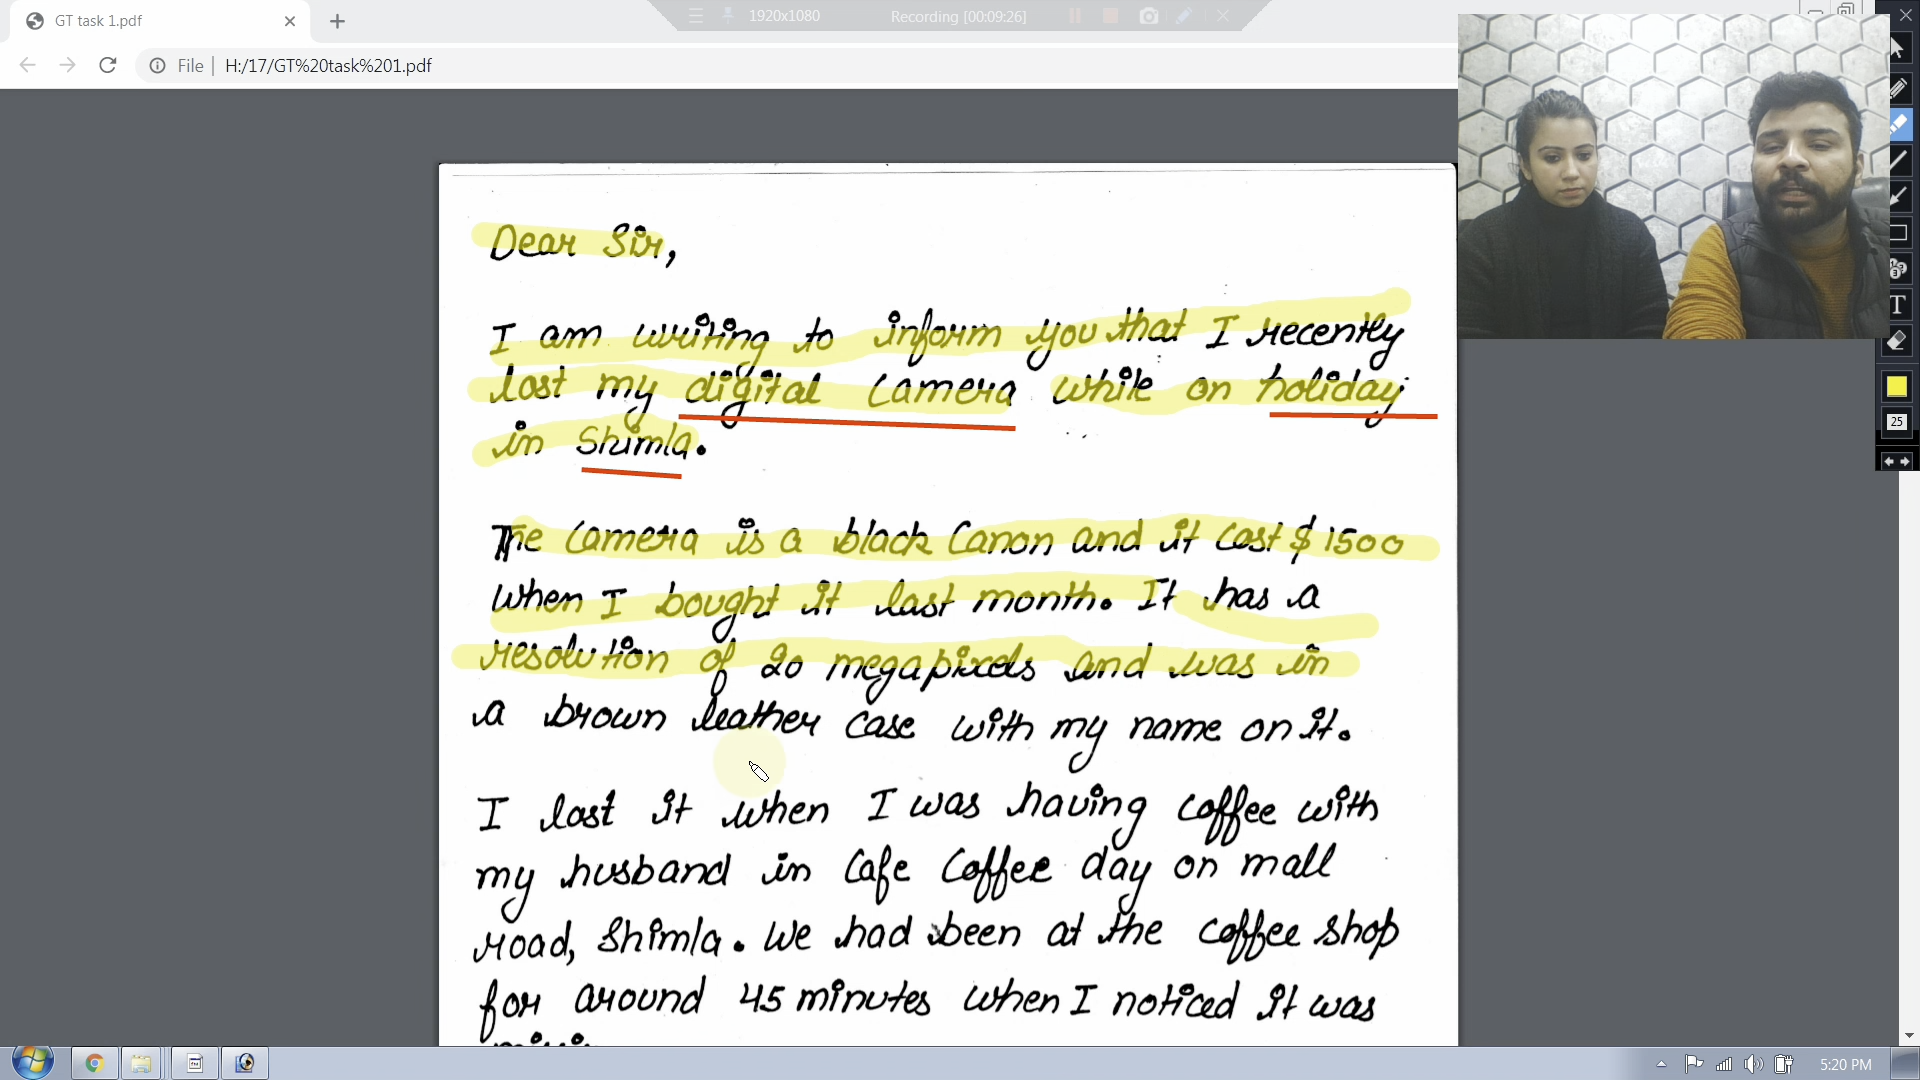 GT task 1.pdf
1920x1080
Recording [00:09:26]
File
H:/17/GT%20task%201.pdf
T
25
Dear Sir,
I am writing to inform you that I recently
lost my digital camera while on holiday
in Shimla.
The camera is a black Canon and it cost $1500
when I bought it last month. It has a
resolution of 20 megapixels and was in
a brown leather case with my name on it.
I lost it when I was having coffee with
my husband in Cafe Coffee day on mall
road, Shimla. We had been at the coffee shop
for around 45 minutes when I noticed it was
5:20 PM